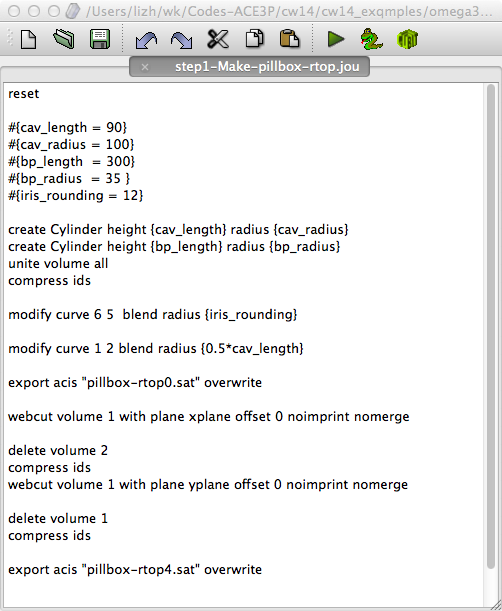 /Users/lizh/wk/Codes-ACE3P/cw14/cw14_exqmples/omega3...
step1-Make-pillbox-rtop.jou
reset
#{cav_length = 90}
#{cav_radius = 100}
#{bp_length  = 300}
#{bp_radius  = 35 }
#{iris_rounding = 12}
create Cylinder height {cav_length} radius {cav_radius}
create Cylinder height {bp_length} radius {bp_radius}
unite volume all
compress ids
modify curve 6 5  blend radius {iris_rounding}
modify curve 1 2 blend radius {0.5*cav_length}
export acis "pillbox-rtop0.sat" overwrite
webcut volume 1 with plane xplane offset 0 noimprint nomerge
delete volume 2
compress ids
webcut volume 1 with plane yplane offset 0 noimprint nomerge
delete volume 1
compress ids
export acis "pillbox-rtop4.sat" overwrite